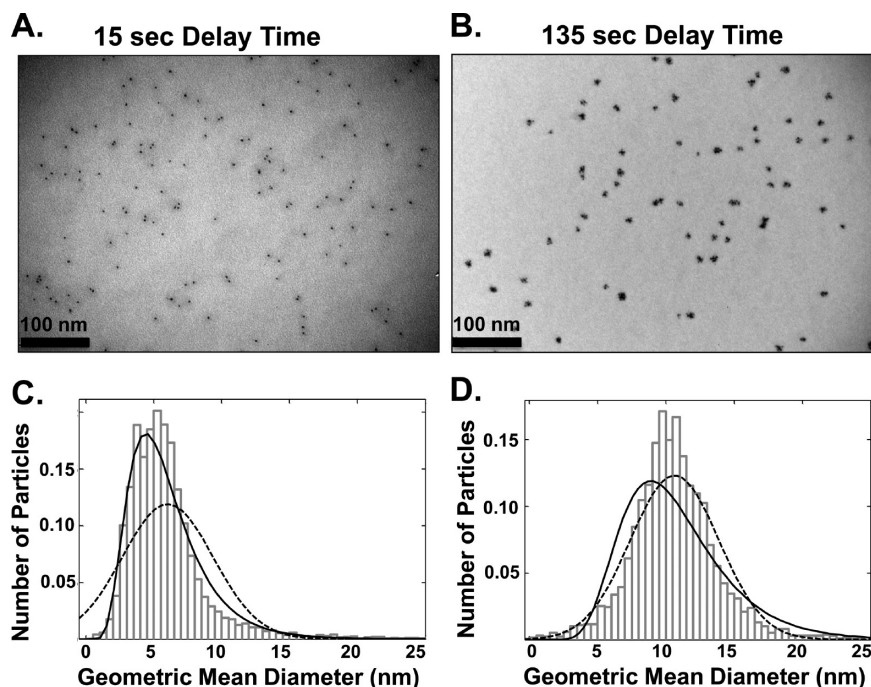 A.
15 sec Delay Time
B.
135 sec Delay Time
100 nm
100 nm
C.
Number of Particles
0.15
0.10
0.05
0
5
10
15
20
25
Geometric Mean Diameter (nm)
D.
Number of Particles
0.15
0.10
0.05
0
5
10
15
20
25
Geometric Mean Diameter (nm)